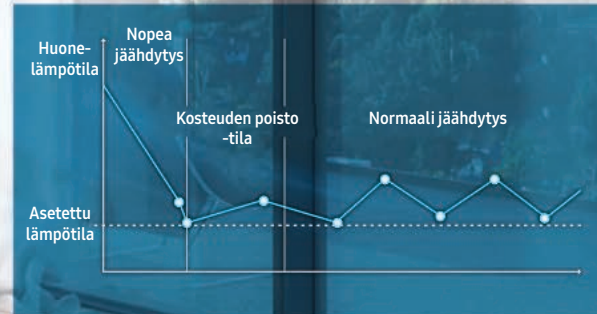 Huone-
lämpötila
Nopea
jäähdytys
Kosteuden poisto
-tila
Normaali jäähdytys
Asetettu
lämpötila